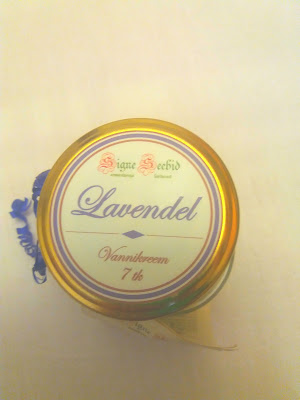 Signe Seebid
Lavendel
Vannikreem
7 tk